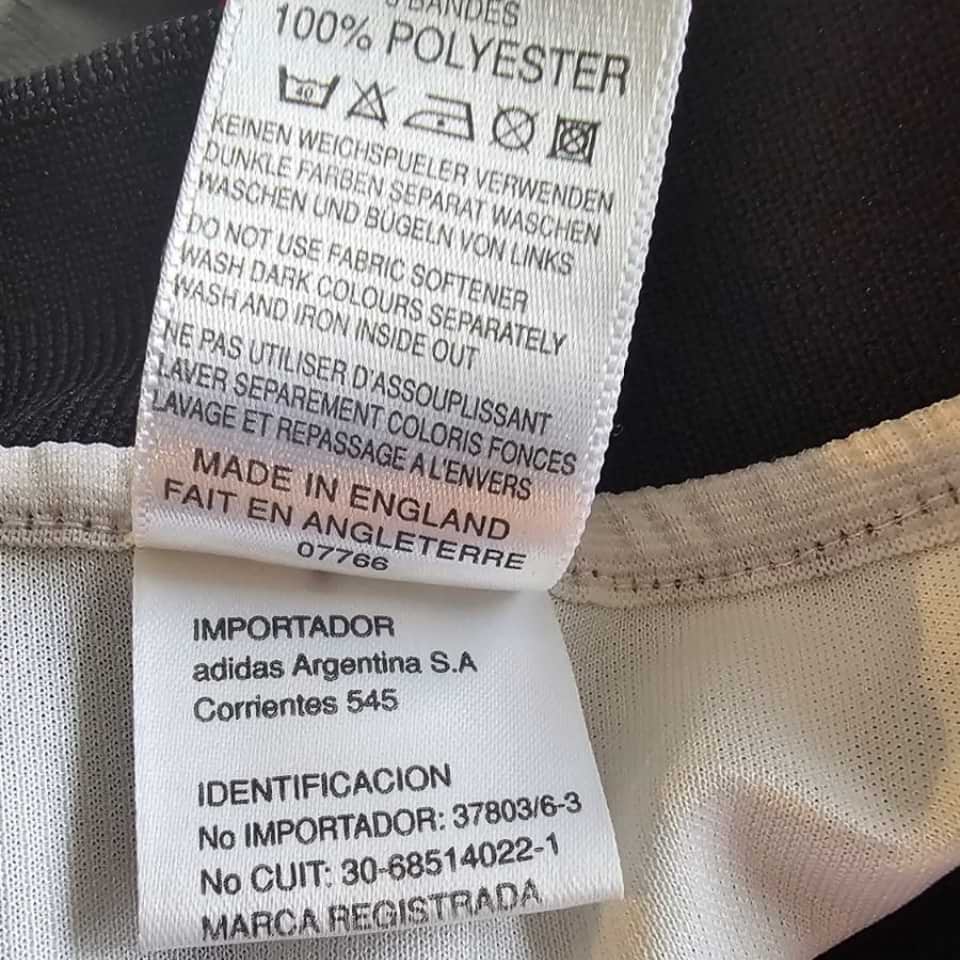 3 BANDES
100% POLYESTER
40
KEINEN WEICHSPUELER VERWENDEN
DUNKLE FARBEN SEPARAT WASCHEN
WASCHEN UND BÜGELN VON LINKS
DO NOT USE FABRIC SOFTENER
WASH DARK COLOURS SEPARATELY
WASH AND IRON INSIDE OUT
NE PAS UTILISER D'ASSOUPLISSANT
LAVER SEPAREMENT COLORIS FONCES
LAVAGE ET REPASSAGE A L'ENVERS
MADE IN ENGLAND
FAIT EN ANGLETERRE
07766
IMPORTADOR
adidas Argentina S.A
Corrientes 545
IDENTIFICACION
No IMPORTADOR: 37803/6-3
No CUIT: 30-68514022-1
MARCA REGISTRADA